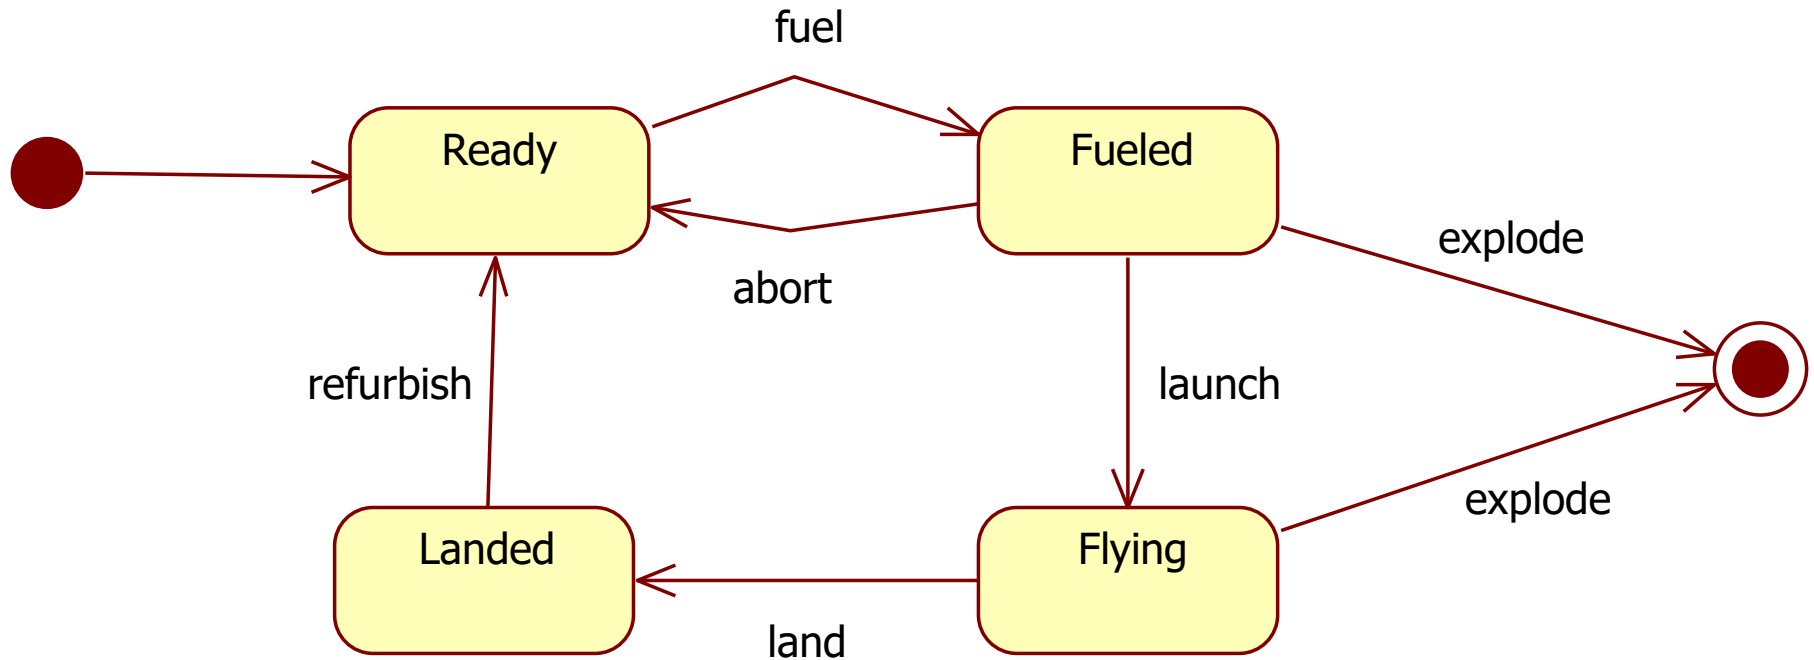 fuel
Ready
Fueled
explode
abort
refurbish
launch
explode
Landed
Flying
land